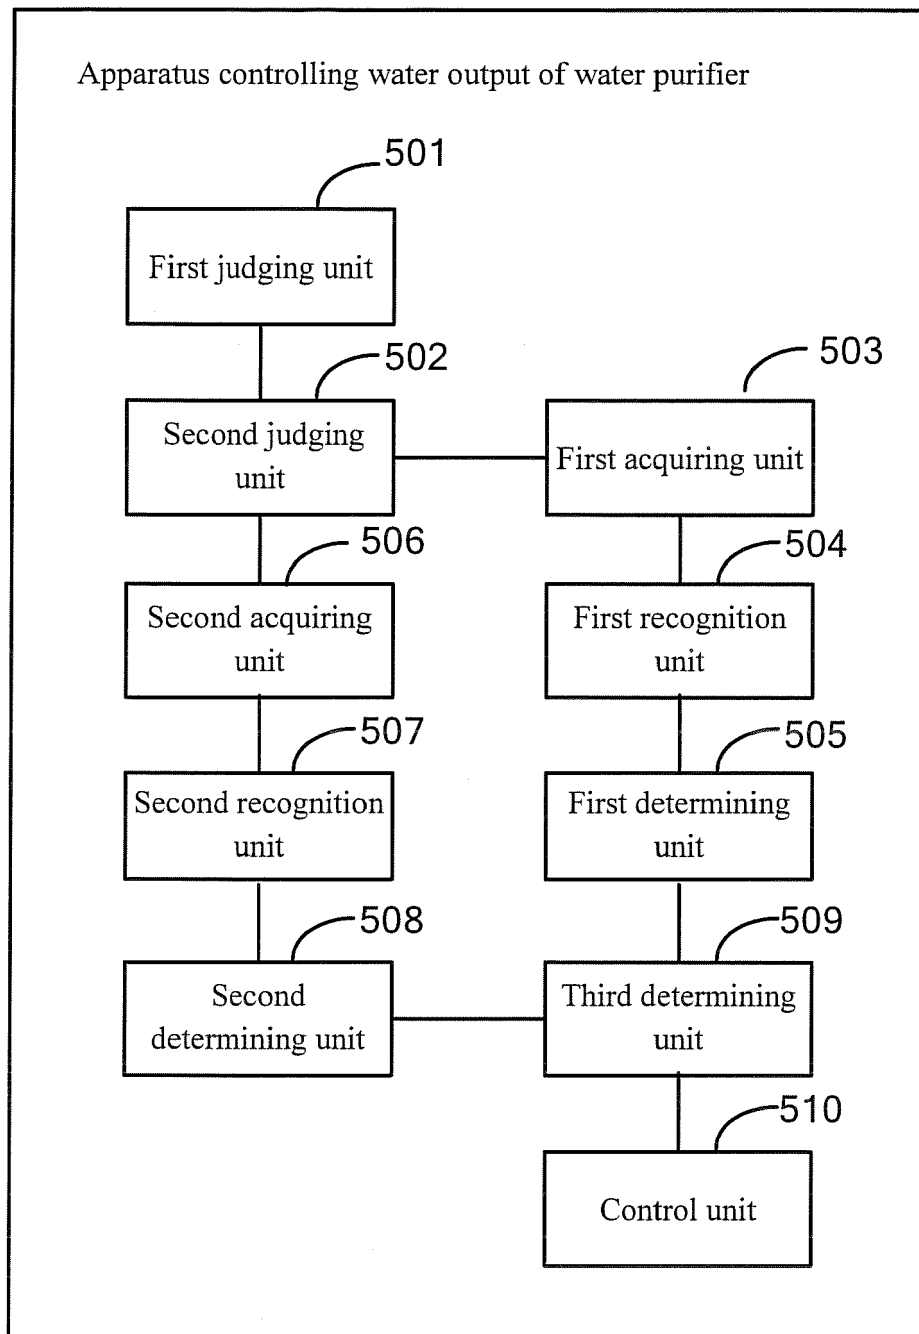 Apparatus controlling water output of water purifier
501
First judging unit
502
Second judging
unit
503
First acquiring unit
506
Second acquiring
unit
504
First recognition
unit
507
Second recognition
unit
505
First determining
unit
508
Second
determining unit
509
Third determining
unit
510
Control unit